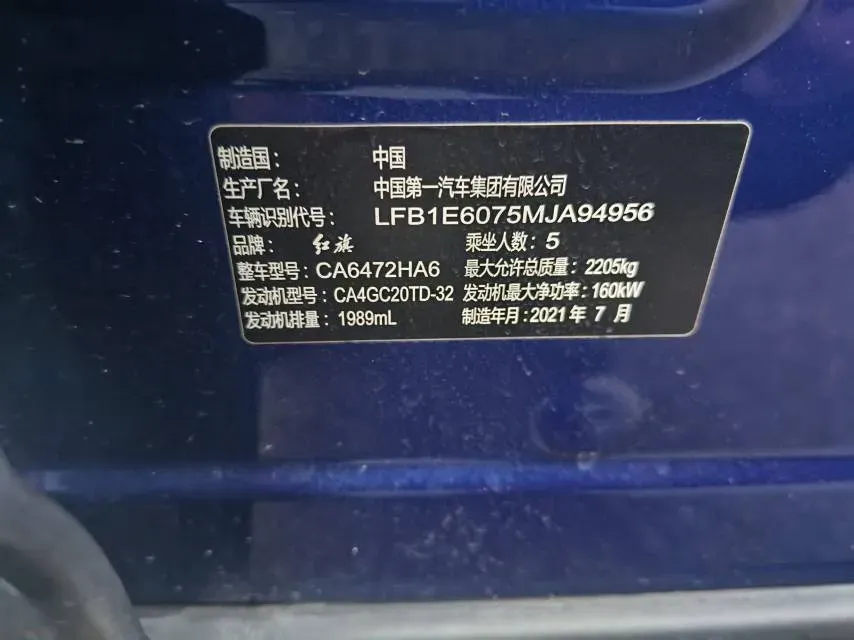 制造国： 中国
生产厂名： 中国第一汽车集团有限公司
车辆识别代号： LFB1E6075MJA94956
品牌： 红旗 乘坐人数：5
整车型号：CA6472HA6 最大允许总质量：2205kg
发动机型号：CA4GC20TD-32 发动机最大净功率：160kW
发动机排量：1989mL 制造年月：2021年 7 月